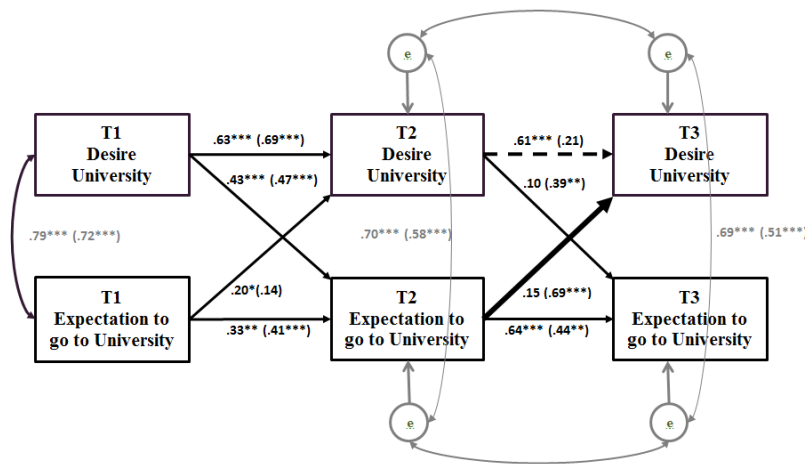 e
e
T1
Desire
University
.63*** (.69***)
T2
Desire
University
.61*** (.21)
T3
Desire
University
.43*** (.47***)
.10 (.39**)
.79*** (.72***)
.70*** (.58***)
.69*** (.51***)
.20*(.14)
.15 (.69***)
T1
Expectation to
go to University
.33** (.41***)
T2
Expectation to
go to University
.64*** (.44**)
T3
Expectation to
go to University
e
e